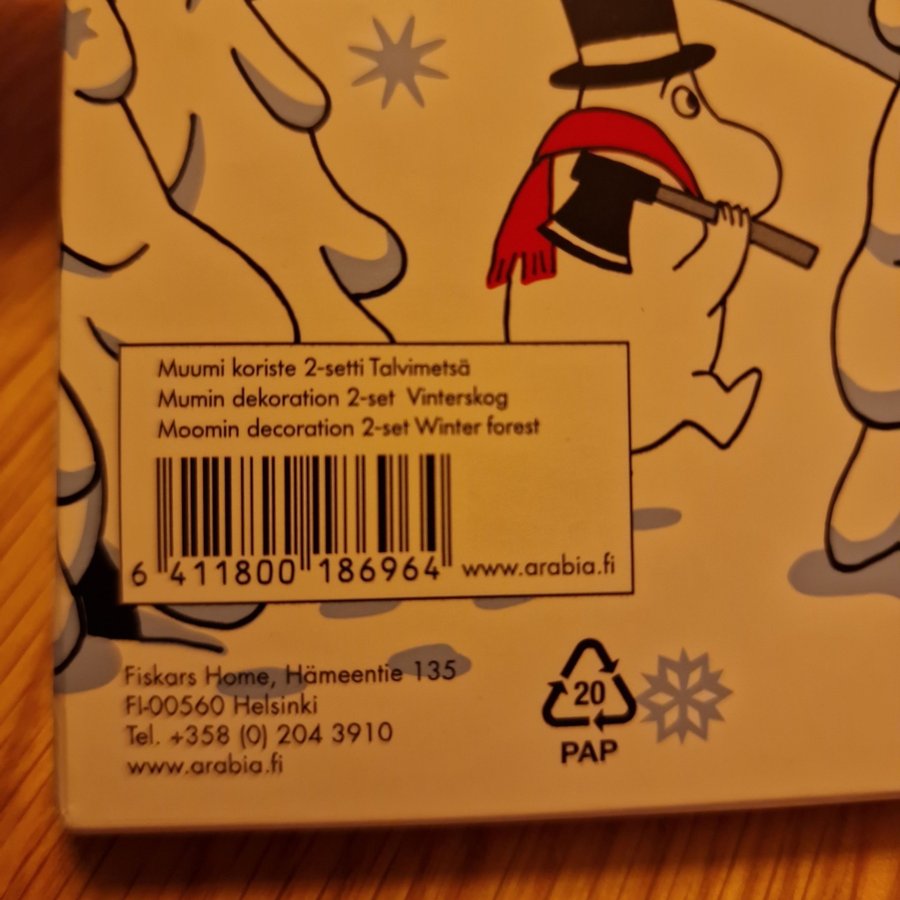 Muumi koriste 2-setti Talvimetsä
Mumin dekoration 2-set Vinterskog
Moomin decoration 2-set Winter forest
6 411800 186964
www.arabia.fi
Fiskars Home, Hämeentie 135
FI-00560 Helsinki
Tel. +358 (0) 204 3910
www.arabia.fi
20
PAP